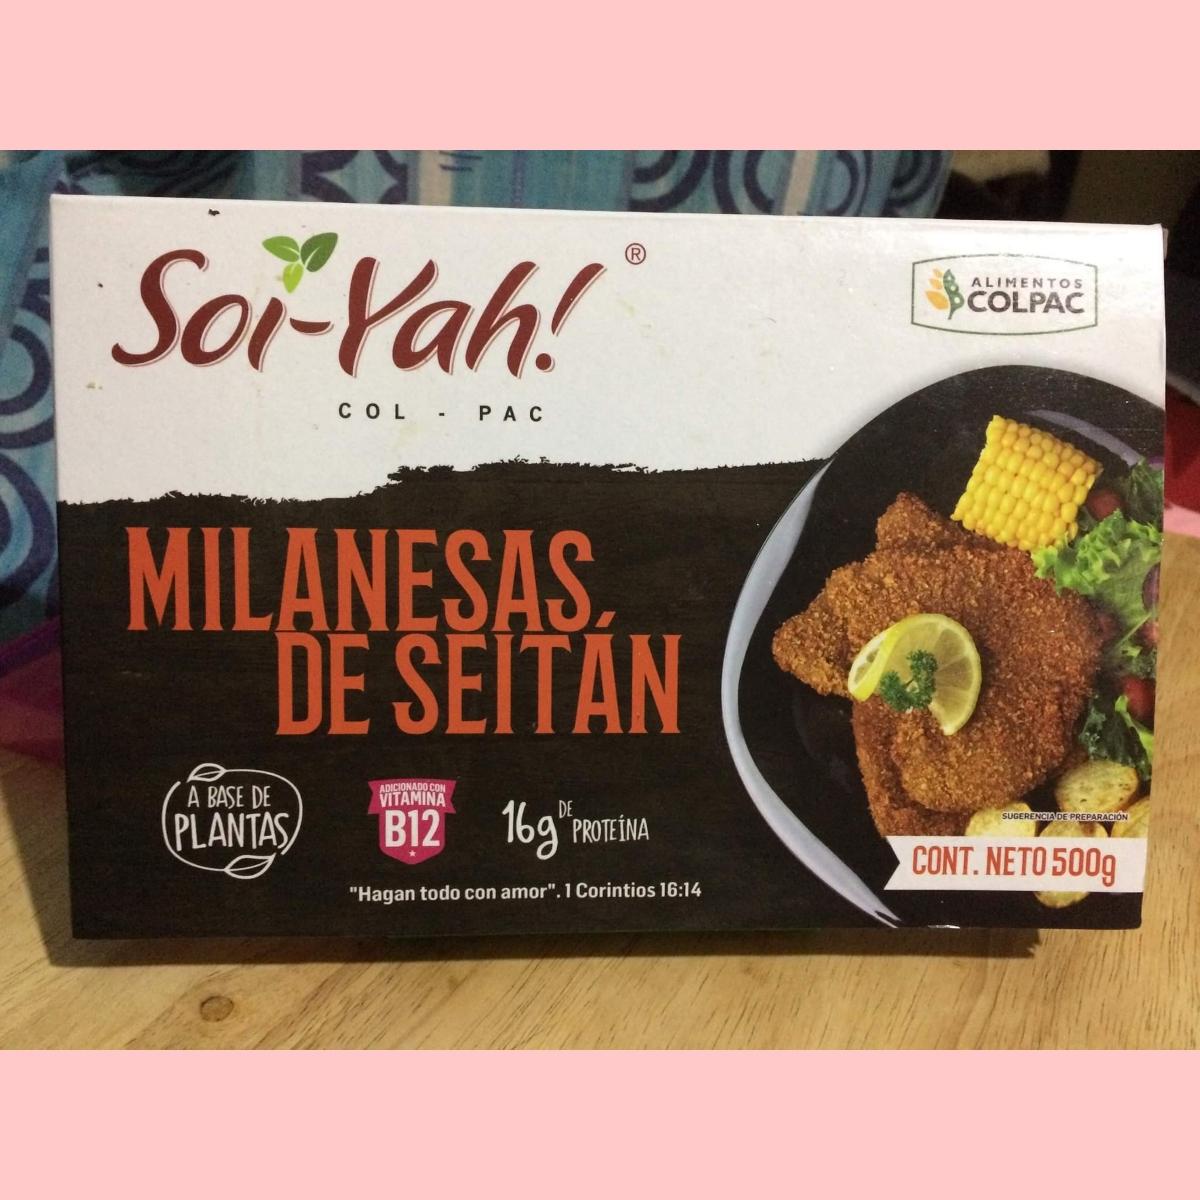 Soi-Yah! ®
COL - PAC
ALIMENTOS
COLPAC
MILANESAS
DE SEITÁN
A BASE DE
PLANTAS
ADICIONADO CON
VITAMINA
B12
16g DE PROTEÍNA
"Hagan todo con amor". 1 Corintios 16:14
SUGERENCIA DE PREPARACIÓN
CONT. NETO 500g